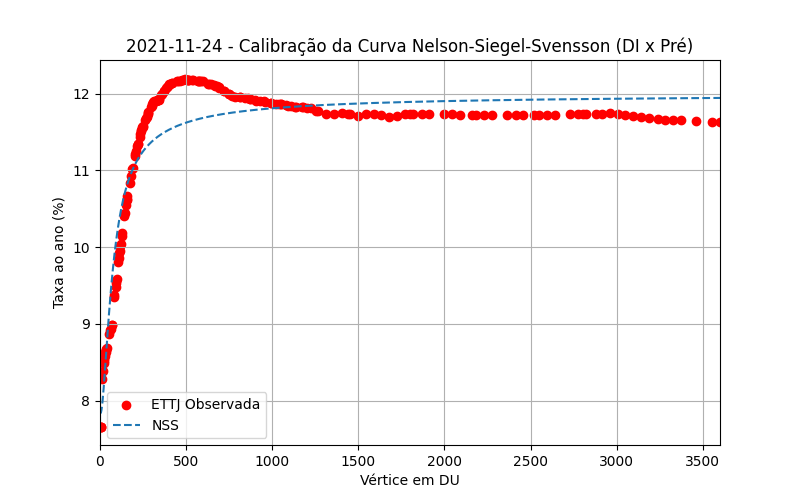 2021-11-24 - Calibração da Curva Nelson-Siegel-Svensson (DI x Pré)
Taxa ao ano (%)
12
11
10
9
8
ETTJ Observada
NSS
0 500 1000 1500 2000 2500 3000 3500
Vértice em DU